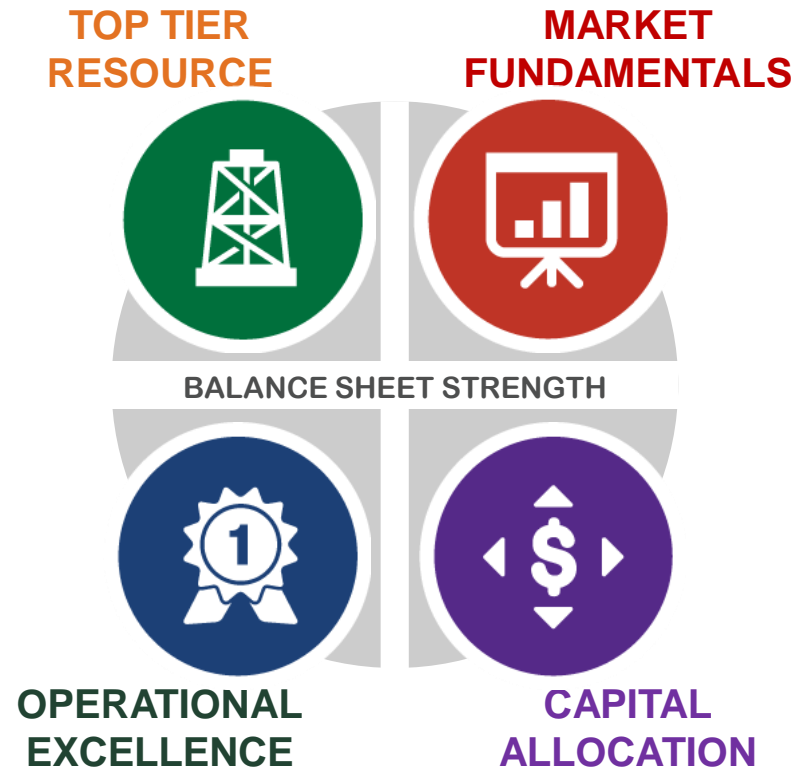 TOP TIER
RESOURCE
MARKET
FUNDAMENTALS
BALANCE SHEET STRENGTH
1
$
OPERATIONAL
EXCELLENCE
CAPITAL
ALLOCATION